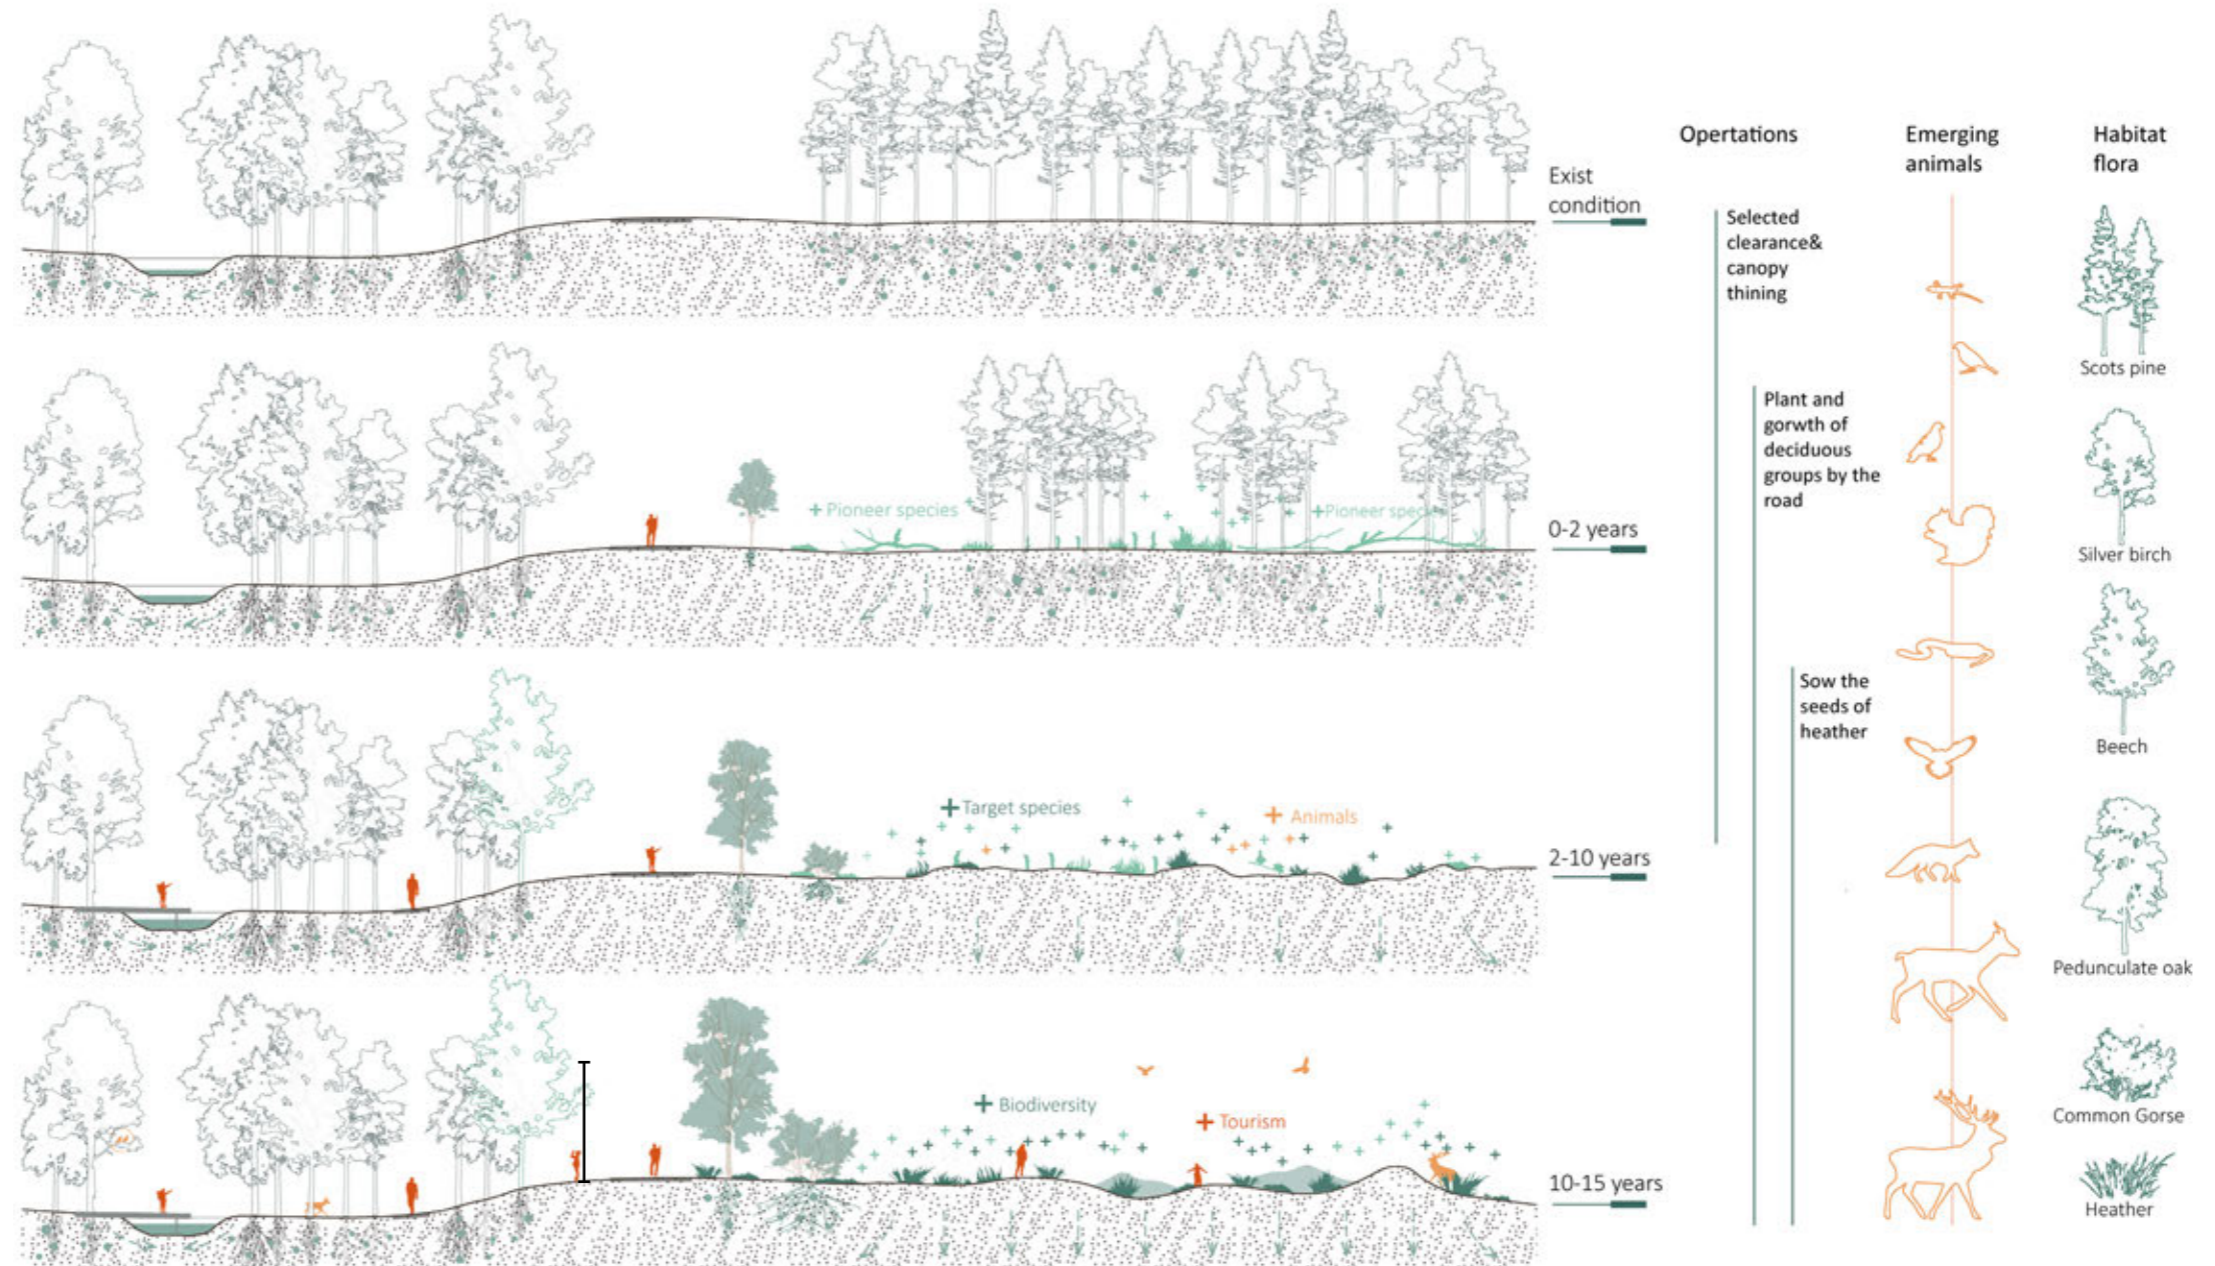 Opertations
Emerging
animals
Habitat
flora
Exist
condition
Selected
clearance&
canopy
thining
Scots pine
Plant and
gorwth of
deciduous
groups by the
road
+ Pioneer species
+Pioneer spec
0-2 years
Silver birch
Sow the
seeds of
heather
Beech
+Target species
+ Animals
2-10 years
Pedunculate oak
+ Biodiversity
+ Tourism
Common Gorse
10-15 years
Heather